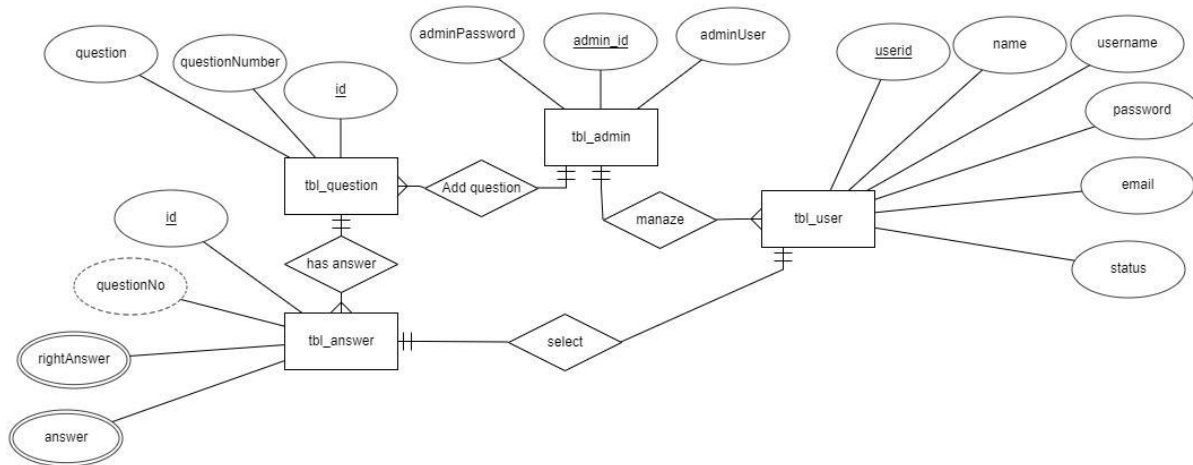 question
questionNumber
id
adminPassword
admin_id
adminUser
userid
name
username
password
email
status
tbl_question
Add question
tbl_admin
manaze
tbl_user
id
has answer
questionNo
rightAnswer
answer
tbl_answer
select